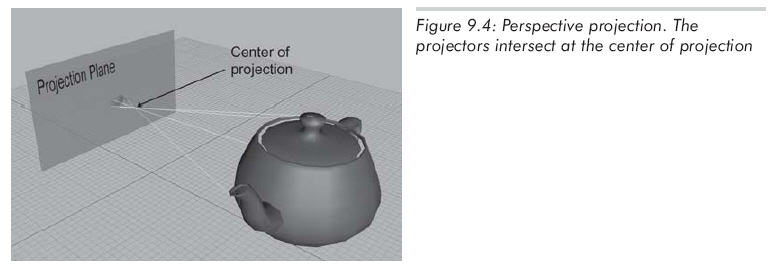 Projection Plane
Center of
projection
Figure 9.4: Perspective projection. The
projectors intersect at the center of projection